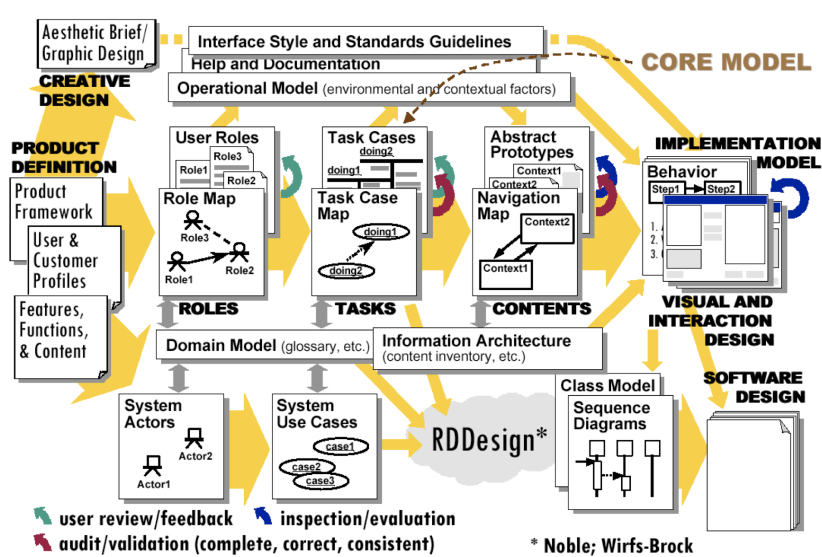 Aesthetic Brief/
Graphic Design
CREATIVE
DESIGN
Interface Style and Standards Guidelines
Help and Documentation
Operational Model (environmental and contextual factors)
CORE MODEL
PRODUCT
DEFINITION
Product
Framework
User &
Customer
Profiles
Features,
Functions,
& Content
User Roles
Role3
Role1
Role2
Role Map
Role3
Role1
Role2
ROLES
Task Cases
doing2
doing1
Task Case
Map
doing1
doing2
TASKS
Abstract
Prototypes
Context1
Context2
Navigation
Map
Context2
Context1
CONTENTS
IMPLEMENTATION
MODEL
Behavior
Step1
Step2
1.
2.
3.
VISUAL AND
INTERACTION
DESIGN
Domain Model (glossary, etc.)
Information Architecture
(content inventory, etc.)
System
Actors
Actor2
Actor1
System
Use Cases
case1
case2
case3
RDDesign*
Class Model
Sequence
Diagrams
SOFTWARE
DESIGN
user review/feedback
inspection/evaluation
audit/validation (complete, correct, consistent)
* Noble; Wirfs-Brock